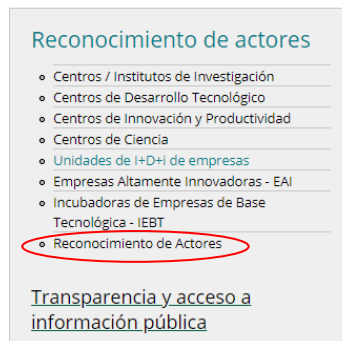 Reconocimiento de actores
Centros / Institutos de Investigación
Centros de Desarrollo Tecnológico
Centros de Innovación y Productividad
Centros de Ciencia
Unidades de I+D+i de empresas
Empresas Altamente Innovadoras - EAI
Incubadoras de Empresas de Base
Tecnológica - IEBT
Reconocimiento de Actores
Transparencia y acceso a
información pública